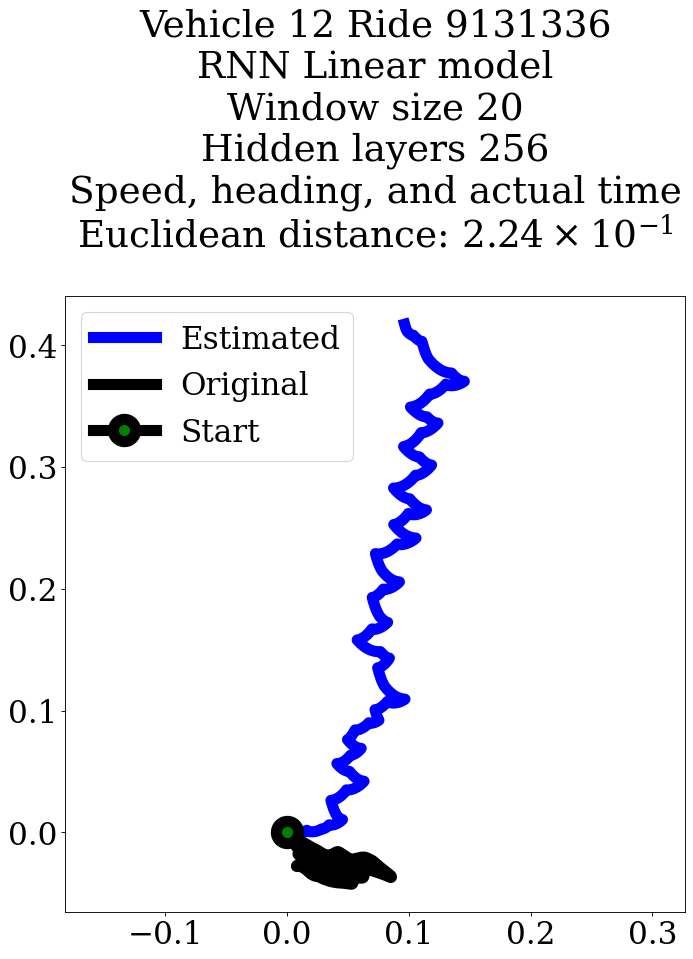 Vehicle 12 Ride 9131336
RNN Linear model
Window size 20
Hidden layers 256
Speed, heading, and actual time
Euclidean distance: 2.24 × 10⁻¹
Estimated
Original
Start
0.4
0.3
0.2
0.1
0.0
−0.1 0.0 0.1 0.2 0.3